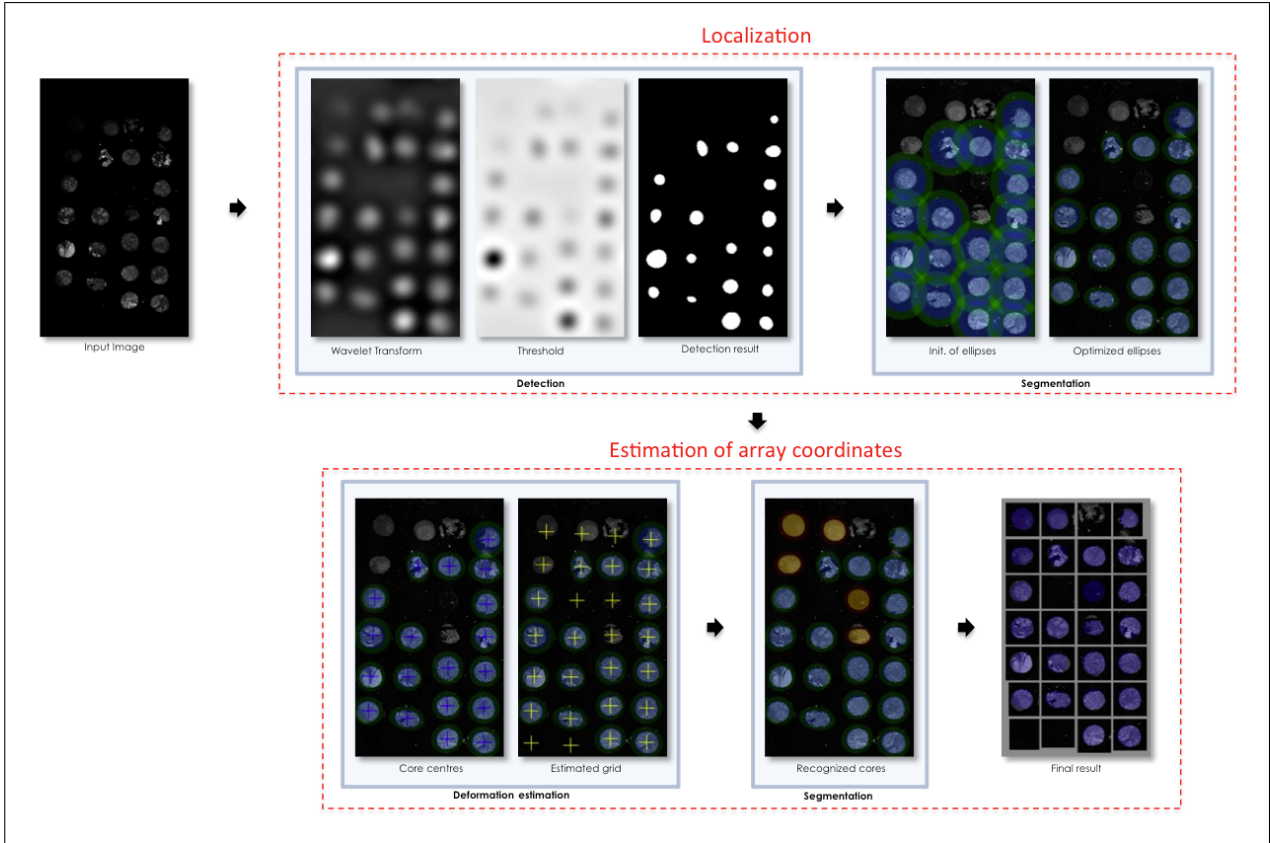 Localization
Input Image
Wavelet Transform
Threshold
Detection result
Detection
Init. of ellipses
Optimized ellipses
Segmentation
Estimation of array coordinates
Core centres
Estimated grid
Deformation estimation
Recognized cores
Segmentation
Final result